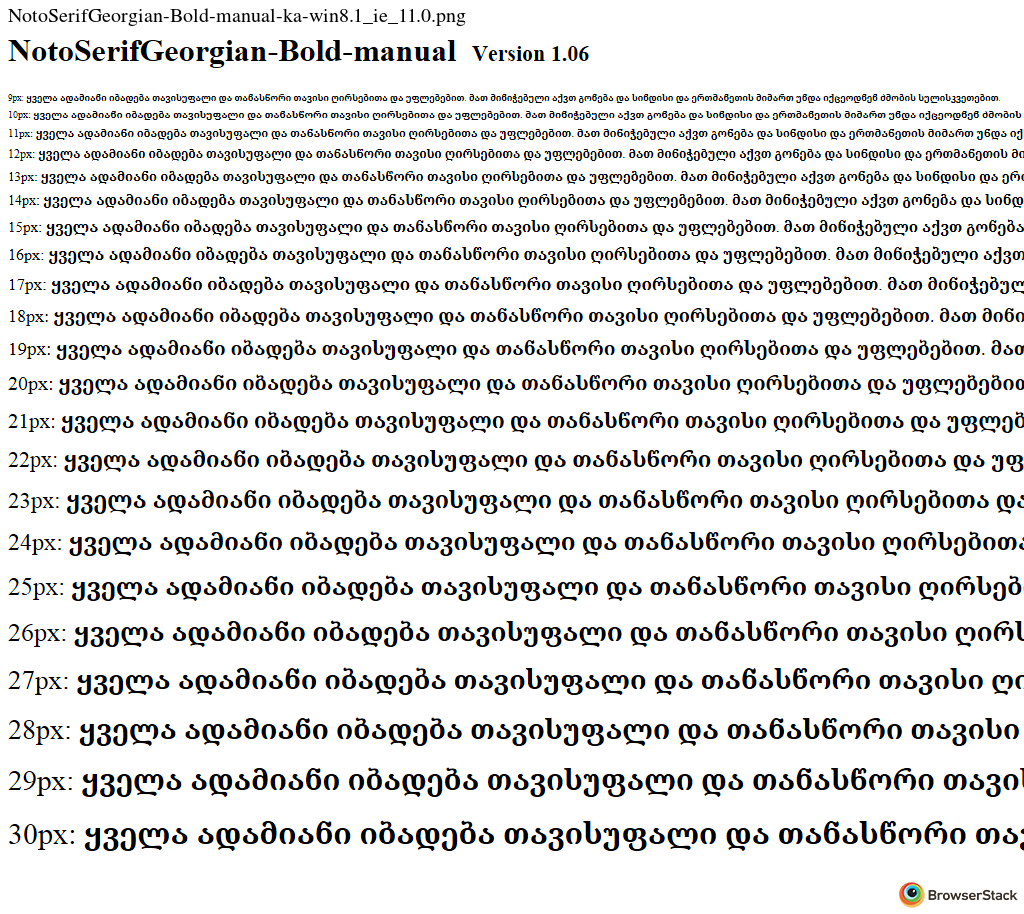 NotoSerifGeorgian-Bold-manual-ka-win8.1_ie_11.0.png
NotoSerifGeorgian-Bold-manual Version 1.06
9px: ყველა ადამიანი იბადება თავისუფალი და თანასწორი თავისი ღირსებითა და უფლებებით. მათ მინიჭებული აქვთ გონება და სინდისი და ერთმანეთის მიმართ უნდა იქცეოდნენ ძმობის სულისკვეთებით.
10px: ყველა ადამიანი იბადება თავისუფალი და თანასწორი თავისი ღირსებითა და უფლებებით. მათ მინიჭებული აქვთ გონება და სინდისი და ერთმანეთის მიმართ უნდა იქცეოდნენ ძმობის
11px: ყველა ადამიანი იბადება თავისუფალი და თანასწორი თავისი ღირსებითა და უფლებებით. მათ მინიჭებული აქვთ გონება და სინდისი და ერთმანეთის მიმართ უნდა იქ
12px: ყველა ადამიანი იბადება თავისუფალი და თანასწორი თავისი ღირსებითა და უფლებებით. მათ მინიჭებული აქვთ გონება და სინდისი და ერთმანეთის მი
13px: ყველა ადამიანი იბადება თავისუფალი და თანასწორი თავისი ღირსებითა და უფლებებით. მათ მინიჭებული აქვთ გონება და სინდისი და ერი
14px: ყველა ადამიანი იბადება თავისუფალი და თანასწორი თავისი ღირსებითა და უფლებებით. მათ მინიჭებული აქვთ გონება და სინდ
15px: ყველა ადამიანი იბადება თავისუფალი და თანასწორი თავისი ღირსებითა და უფლებებით. მათ მინიჭებული აქვთ გონება
16px: ყველა ადამიანი იბადება თავისუფალი და თანასწორი თავისი ღირსებითა და უფლებებით. მათ მინიჭებული აქვთ
17px: ყველა ადამიანი იბადება თავისუფალი და თანასწორი თავისი ღირსებითა და უფლებებით. მათ მინიჭებულ
18px: ყველა ადამიანი იბადება თავისუფალი და თანასწორი თავისი ღირსებითა და უფლებებით. მათ მინი
19px: ყველა ადამიანი იბადება თავისუფალი და თანასწორი თავისი ღირსებითა და უფლებებით. მათ
20px: ყველა ადამიანი იბადება თავისუფალი და თანასწორი თავისი ღირსებითა და უფლებებით
21px: ყველა ადამიანი იბადება თავისუფალი და თანასწორი თავისი ღირსებითა და უფლებ
22px: ყველა ადამიანი იბადება თავისუფალი და თანასწორი თავისი ღირსებითა და უფ
23px: ყველა ადამიანი იბადება თავისუფალი და თანასწორი თავისი ღირსებითა და
24px: ყველა ადამიანი იბადება თავისუფალი და თანასწორი თავისი ღირსებითა
25px: ყველა ადამიანი იბადება თავისუფალი და თანასწორი თავისი ღირსებ
26px: ყველა ადამიანი იბადება თავისუფალი და თანასწორი თავისი ღირს
27px: ყველა ადამიანი იბადება თავისუფალი და თანასწორი თავისი ღი
28px: ყველა ადამიანი იბადება თავისუფალი და თანასწორი თავისი
29px: ყველა ადამიანი იბადება თავისუფალი და თანასწორი თავის
30px: ყველა ადამიანი იბადება თავისუფალი და თანასწორი თავ
BrowserStack